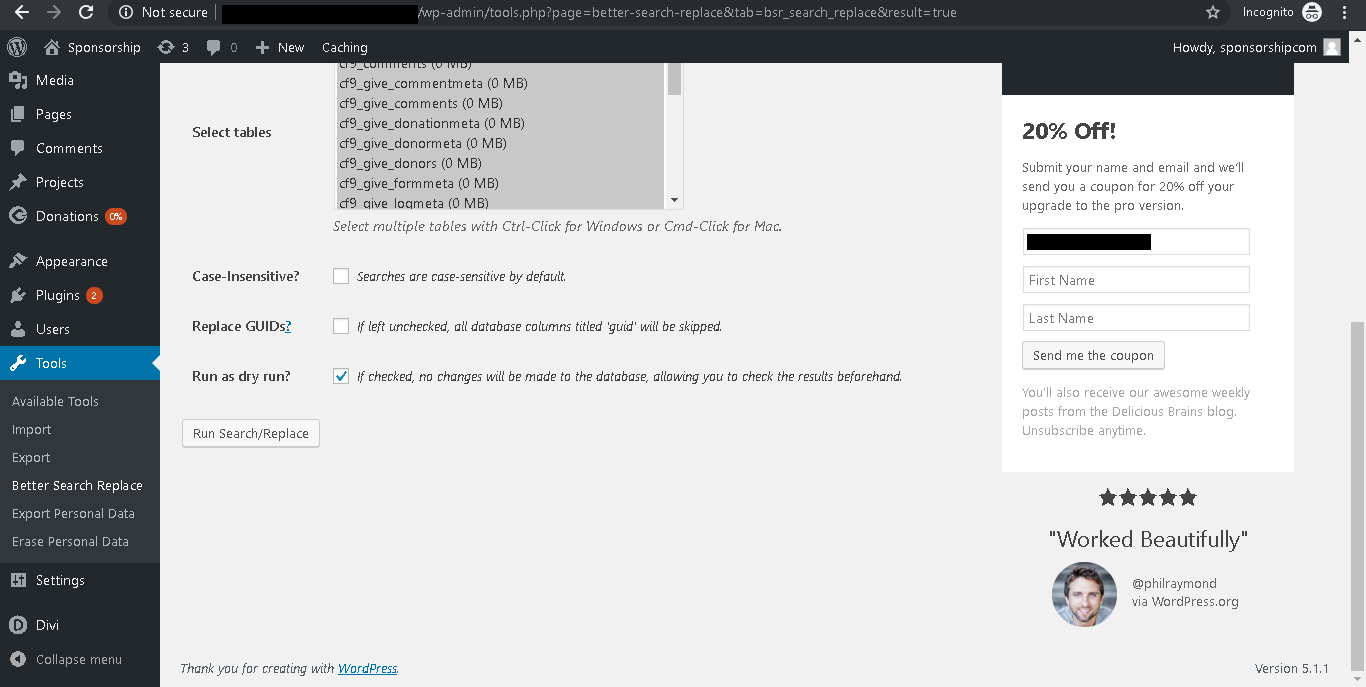 Not secure
/wp-admin/tools.php?page=better-search-replace&tab=bsr_search_replace&result=true
Incognito
Sponsorship
3
0
New
Caching
Howdy, sponsorshipcom
Media
Pages
Comments
Projects
Donations 0%
Appearance
Plugins 2
Users
Tools
Available Tools
Import
Export
Better Search Replace
Export Personal Data
Erase Personal Data
Settings
Divi
Collapse menu
Select tables
cf9_comments (0 MB)
cf9_give_commentmeta (0 MB)
cf9_give_comments (0 MB)
cf9_give_donationmeta (0 MB)
cf9_give_donormeta (0 MB)
cf9_give_donors (0 MB)
cf9_give_formmeta (0 MB)
cf9_give_logmeta (0 MB)
Select multiple tables with Ctrl-Click for Windows or Cmd-Click for Mac.
Case-Insensitive?
Searches are case-sensitive by default.
Replace GUIDs?
If left unchecked, all database columns titled 'guid' will be skipped.
Run as dry run?
If checked, no changes will be made to the database, allowing you to check the results beforehand.
Run Search/Replace
20% Off!
Submit your name and email and we'll
send you a coupon for 20% off your
upgrade to the pro version.
First Name
Last Name
Send me the coupon
You'll also receive our awesome weekly
posts from the Delicious Brains blog.
Unsubscribe anytime.
"Worked Beautifully"
@philraymond
via WordPress.org
Thank you for creating with WordPress.
Version 5.1.1